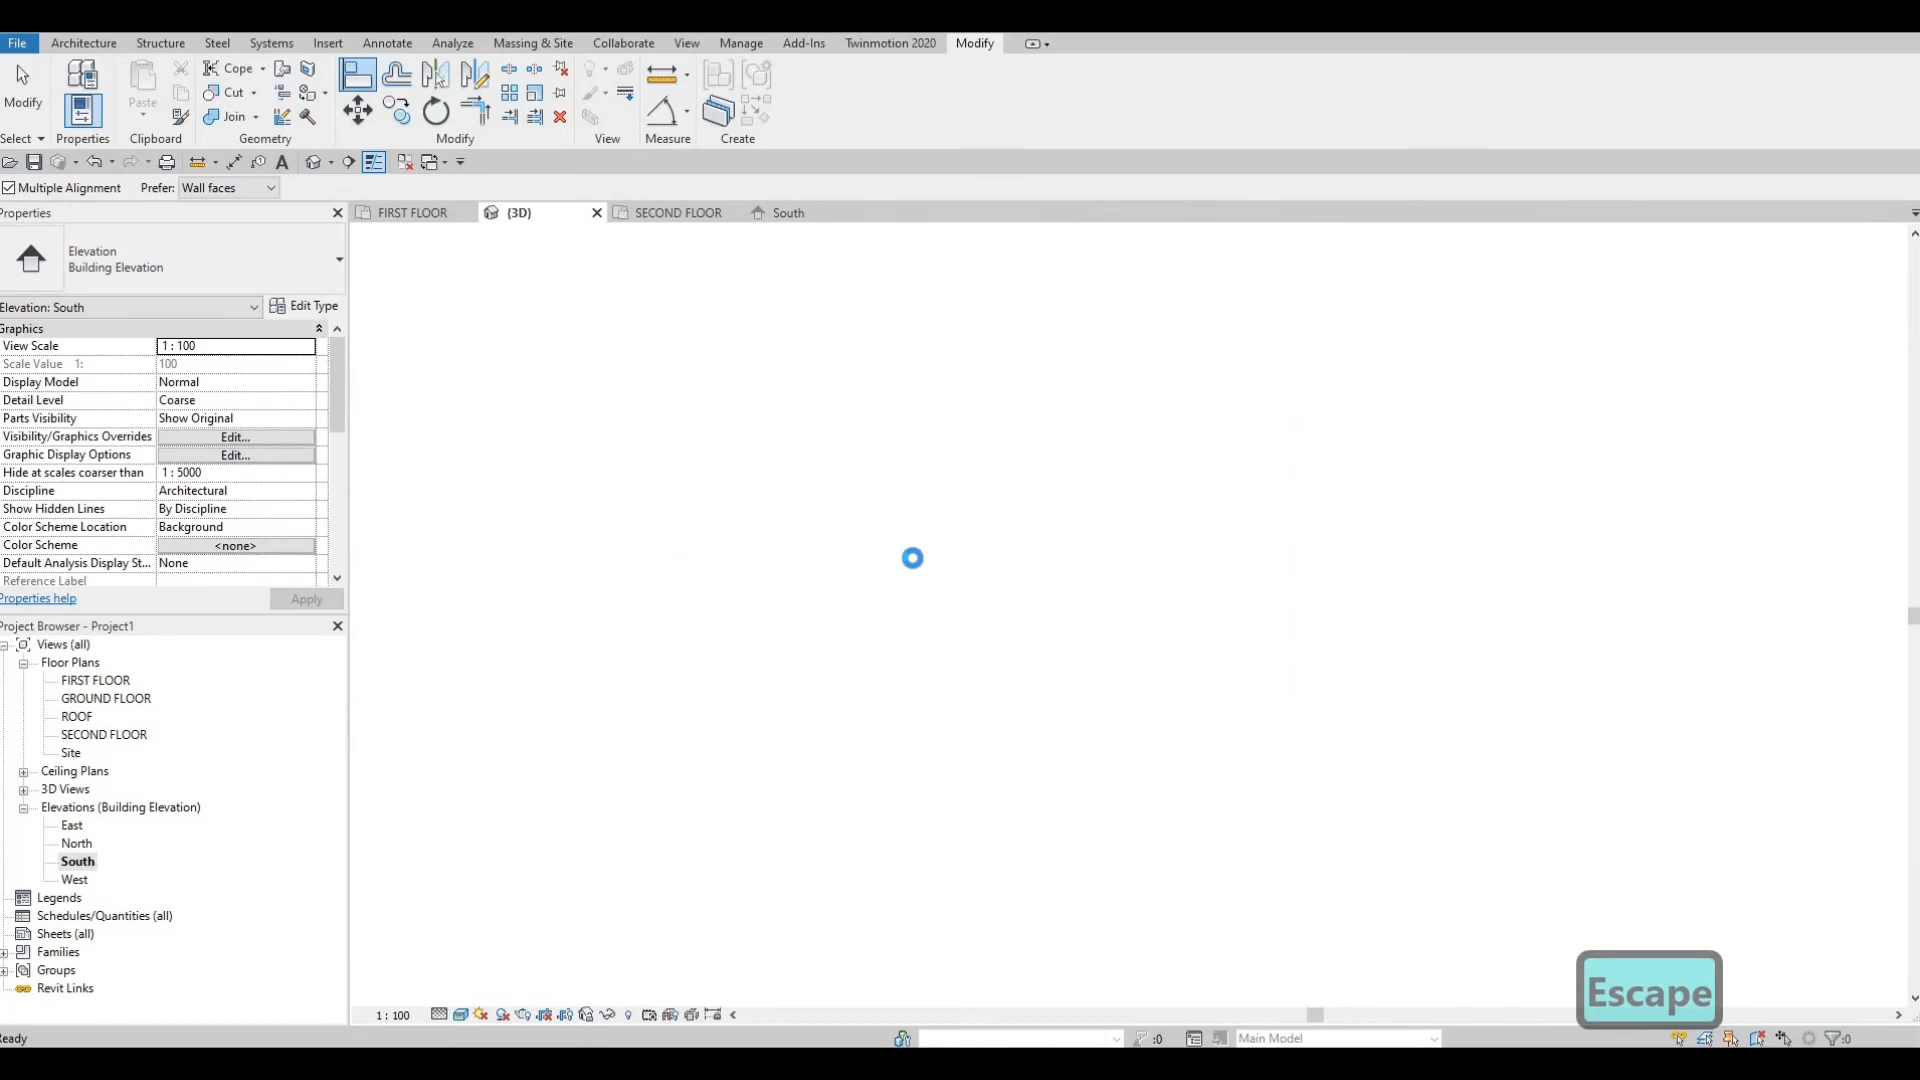 File Architecture Structure Steel Systems Insert Annotate Analyze Massing & Site Collaborate View Manage Add-Ins Twinmotion 2020 Modify
Cope
Modify Paste Cut
Join
Select Properties Clipboard Geometry Modify View Measure Create
Multiple Alignment Prefer: Wall faces
Properties FIRST FLOOR {3D} SECOND FLOOR South
Elevation
Building Elevation
Elevation: South Edit Type
Graphics
View Scale 1 : 100
Scale Value 1: 100
Display Model Normal
Detail Level Coarse
Parts Visibility Show Original
Visibility/Graphics Overrides Edit...
Graphic Display Options Edit...
Hide at scales coarser than 1 : 5000
Discipline Architectural
Show Hidden Lines By Discipline
Color Scheme Location Background
Color Scheme <none>
Default Analysis Display St... None
Reference Label
Properties help Apply
Project Browser - Project1
Views (all)
Floor Plans
FIRST FLOOR
GROUND FLOOR
ROOF
SECOND FLOOR
Site
Ceiling Plans
3D Views
Elevations (Building Elevation)
East
North
South
West
Legends
Schedules/Quantities (all)
Sheets (all)
Families
Groups
Revit Links
Escape
1 : 100
Ready :0 Main Model :0